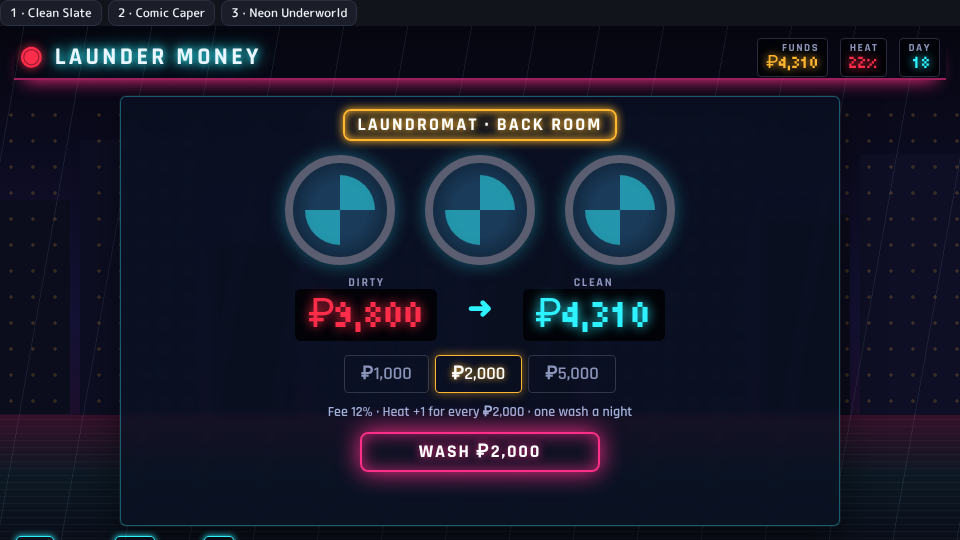 1 · Clean Slate
2 · Comic Caper
3 · Neon Underworld
LAUNDER MONEY
FUNDS
₽4,310
HEAT
22%
DAY
18
LAUNDROMAT · BACK ROOM
DIRTY
₽3,800
➜
CLEAN
₽4,310
₽1,000
₽2,000
₽5,000
Fee 12% · Heat +1 for every ₽2,000 · one wash a night
WASH ₽2,000